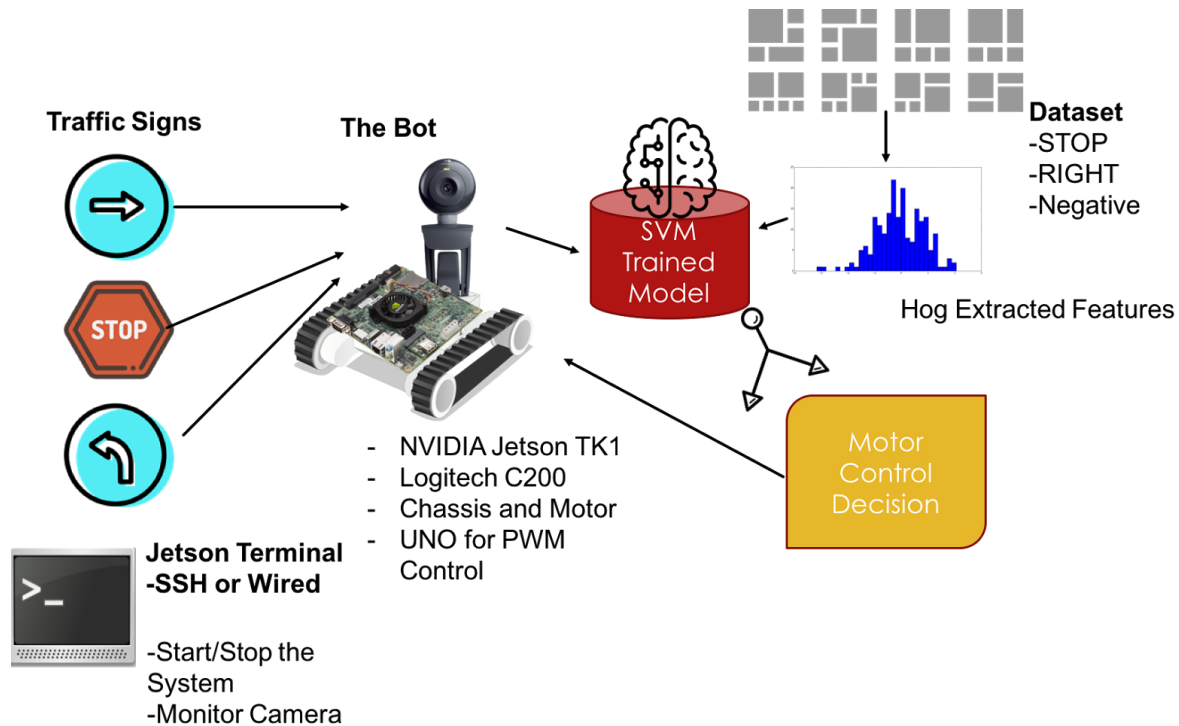 Traffic Signs
STOP
The Bot
- NVIDIA Jetson TK1
- Logitech C200
- Chassis and Motor
- UNO for PWM
Control
Jetson Terminal
-SSH or Wired
-Start/Stop the
System
-Monitor Camera
>_
SVM
Trained
Model
Dataset
-STOP
-RIGHT
-Negative
Hog Extracted Features
Motor
Control
Decision